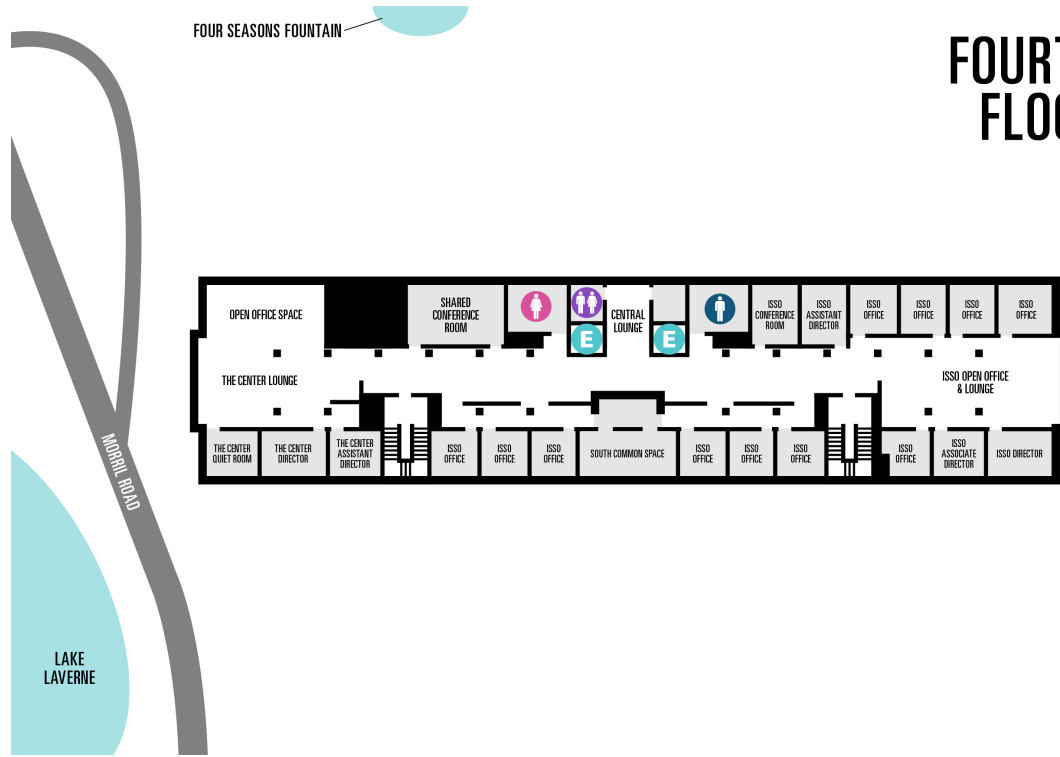 FOUR SEASONS FOUNTAIN
FOURT
FLOO
OPEN OFFICE SPACE
SHARED
CONFERENCE
ROOM
CENTRAL
LOUNGE
E
E
ISSO
CONFERENCE
ROOM
ISSO
ASSISTANT
DIRECTOR
ISSO
OFFICE
ISSO
OFFICE
ISSO
OFFICE
ISSO
OFFICE
THE CENTER LOUNGE
ISSO OPEN OFFICE
& LOUNGE
THE CENTER
QUIET ROOM
THE CENTER
DIRECTOR
THE CENTER
ASSISTANT
DIRECTOR
ISSO
OFFICE
ISSO
OFFICE
ISSO
OFFICE
SOUTH COMMON SPACE
ISSO
OFFICE
ISSO
OFFICE
ISSO
OFFICE
ISSO
OFFICE
ISSO
ASSOCIATE
DIRECTOR
ISSO DIRECTOR
MORRIL ROAD
LAKE
LAVERNE